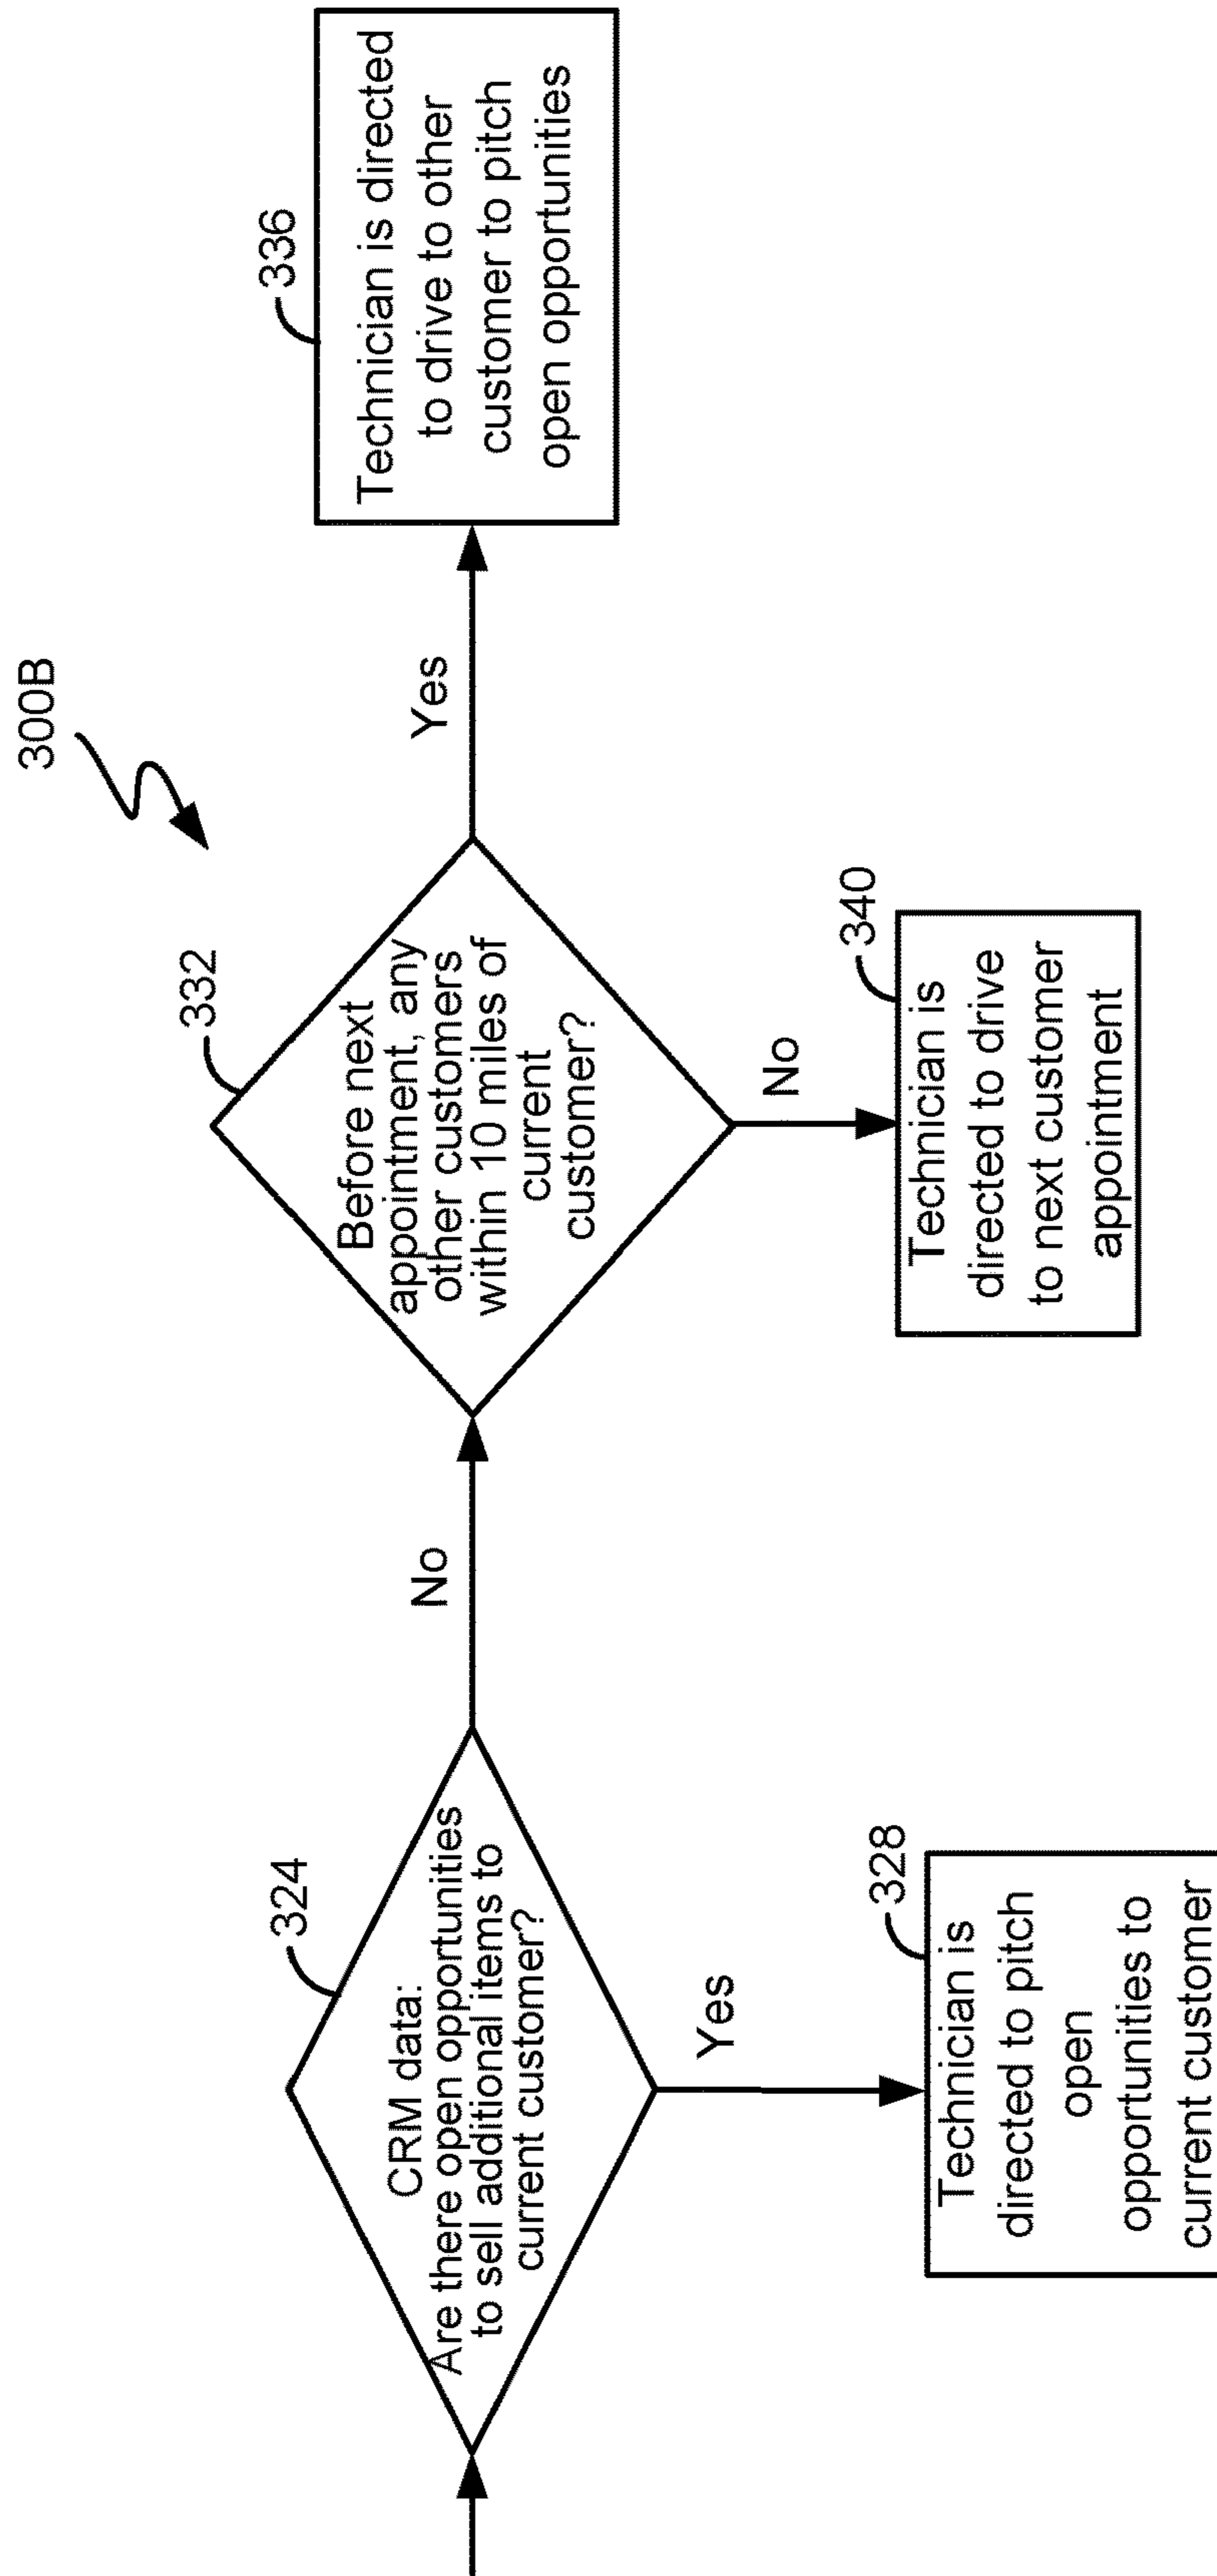 300B
324
CRM data:
Are there open opportunities
to sell additional items to
current customer?
No
Yes
328
Technician is
directed to pitch
open
opportunities to
current customer
332
Before next
appointment, any
other customers
within 10 miles of
current
customer?
Yes
No
336
Technician is directed
to drive to other
customer to pitch
open opportunities
340
Technician is
directed to drive
to next customer
appointment